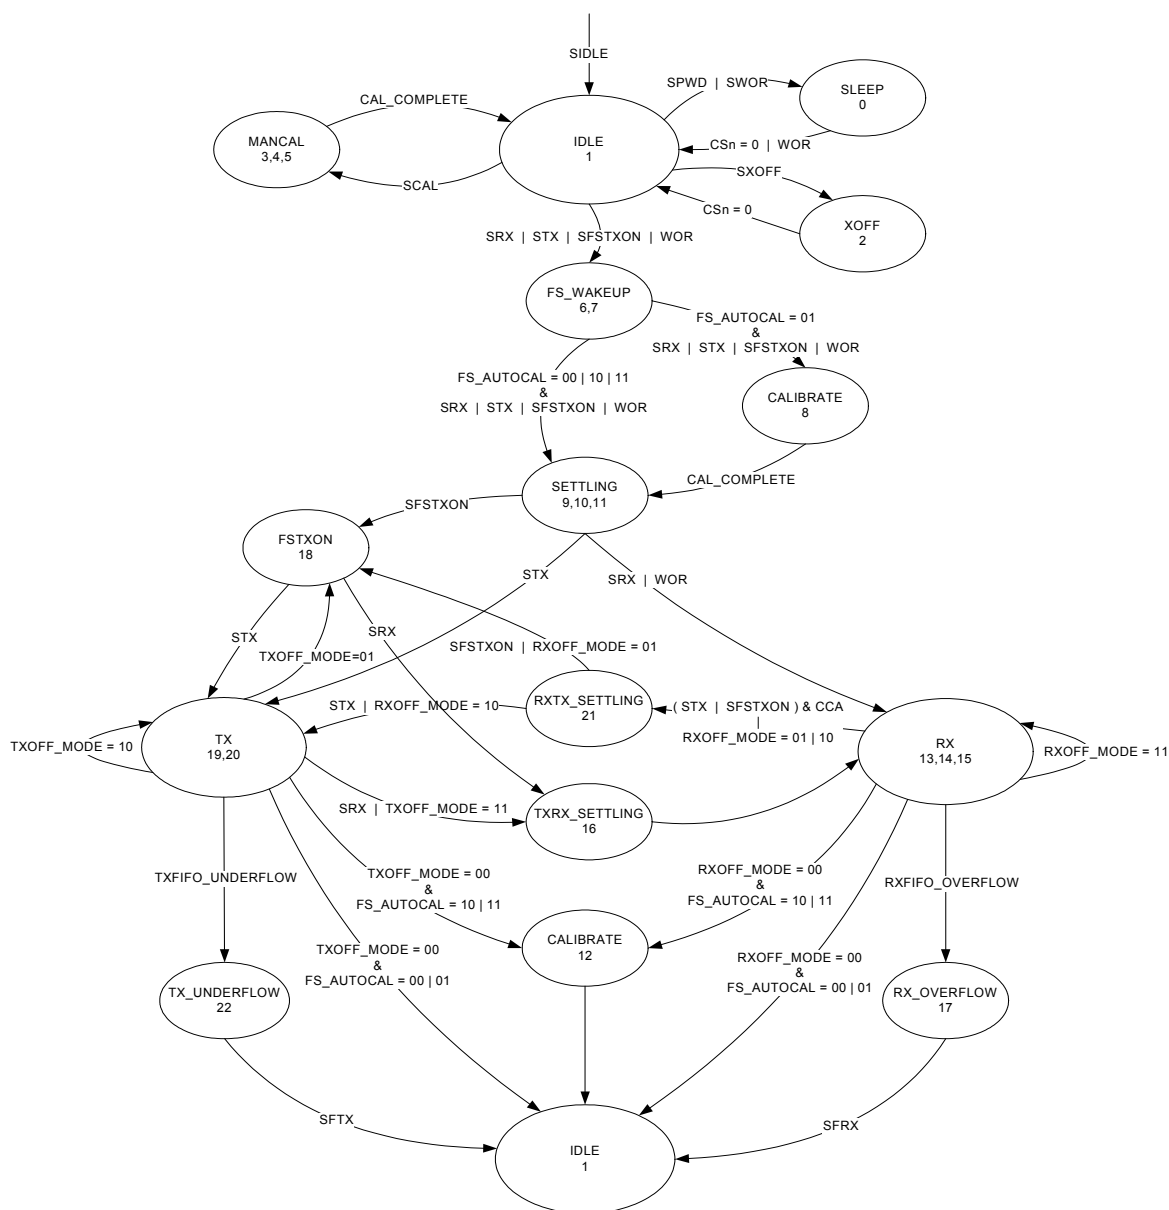 SIDLE
SPWD | SWOR
SLEEP
0
CAL_COMPLETE
MANCAL
3,4,5
IDLE
1
CSn = 0 | WOR
SXOFF
SCAL
CSn = 0
XOFF
2
SRX | STX | SFSTXON | WOR
FS_WAKEUP
6,7
FS_AUTOCAL = 01
&
SRX | STX | SFSTXON | WOR
FS_AUTOCAL = 00 | 10 | 11
&
SRX | STX | SFSTXON | WOR
CALIBRATE
8
SETTLING
9,10,11
CAL_COMPLETE
SFSTXON
FSTXON
18
STX
SRX | WOR
STX
SRX
TXOFF_MODE=01
SFSTXON | RXOFF_MODE = 01
RXTX_SETTLING
21
STX | RXOFF_MODE = 10
( STX | SFSTXON ) & CCA
|
RXOFF_MODE = 01 | 10
TXOFF_MODE = 10
TX
19,20
RX
13,14,15
RXOFF_MODE = 11
SRX | TXOFF_MODE = 11
TXRX_SETTLING
16
TXFIFO_UNDERFLOW
TXOFF_MODE = 00
&
FS_AUTOCAL = 10 | 11
RXOFF_MODE = 00
&
FS_AUTOCAL = 10 | 11
RXFIFO_OVERFLOW
CALIBRATE
12
TXOFF_MODE = 00
&
FS_AUTOCAL = 00 | 01
RXOFF_MODE = 00
&
FS_AUTOCAL = 00 | 01
TX_UNDERFLOW
22
RX_OVERFLOW
17
SFTX
SFRX
IDLE
1